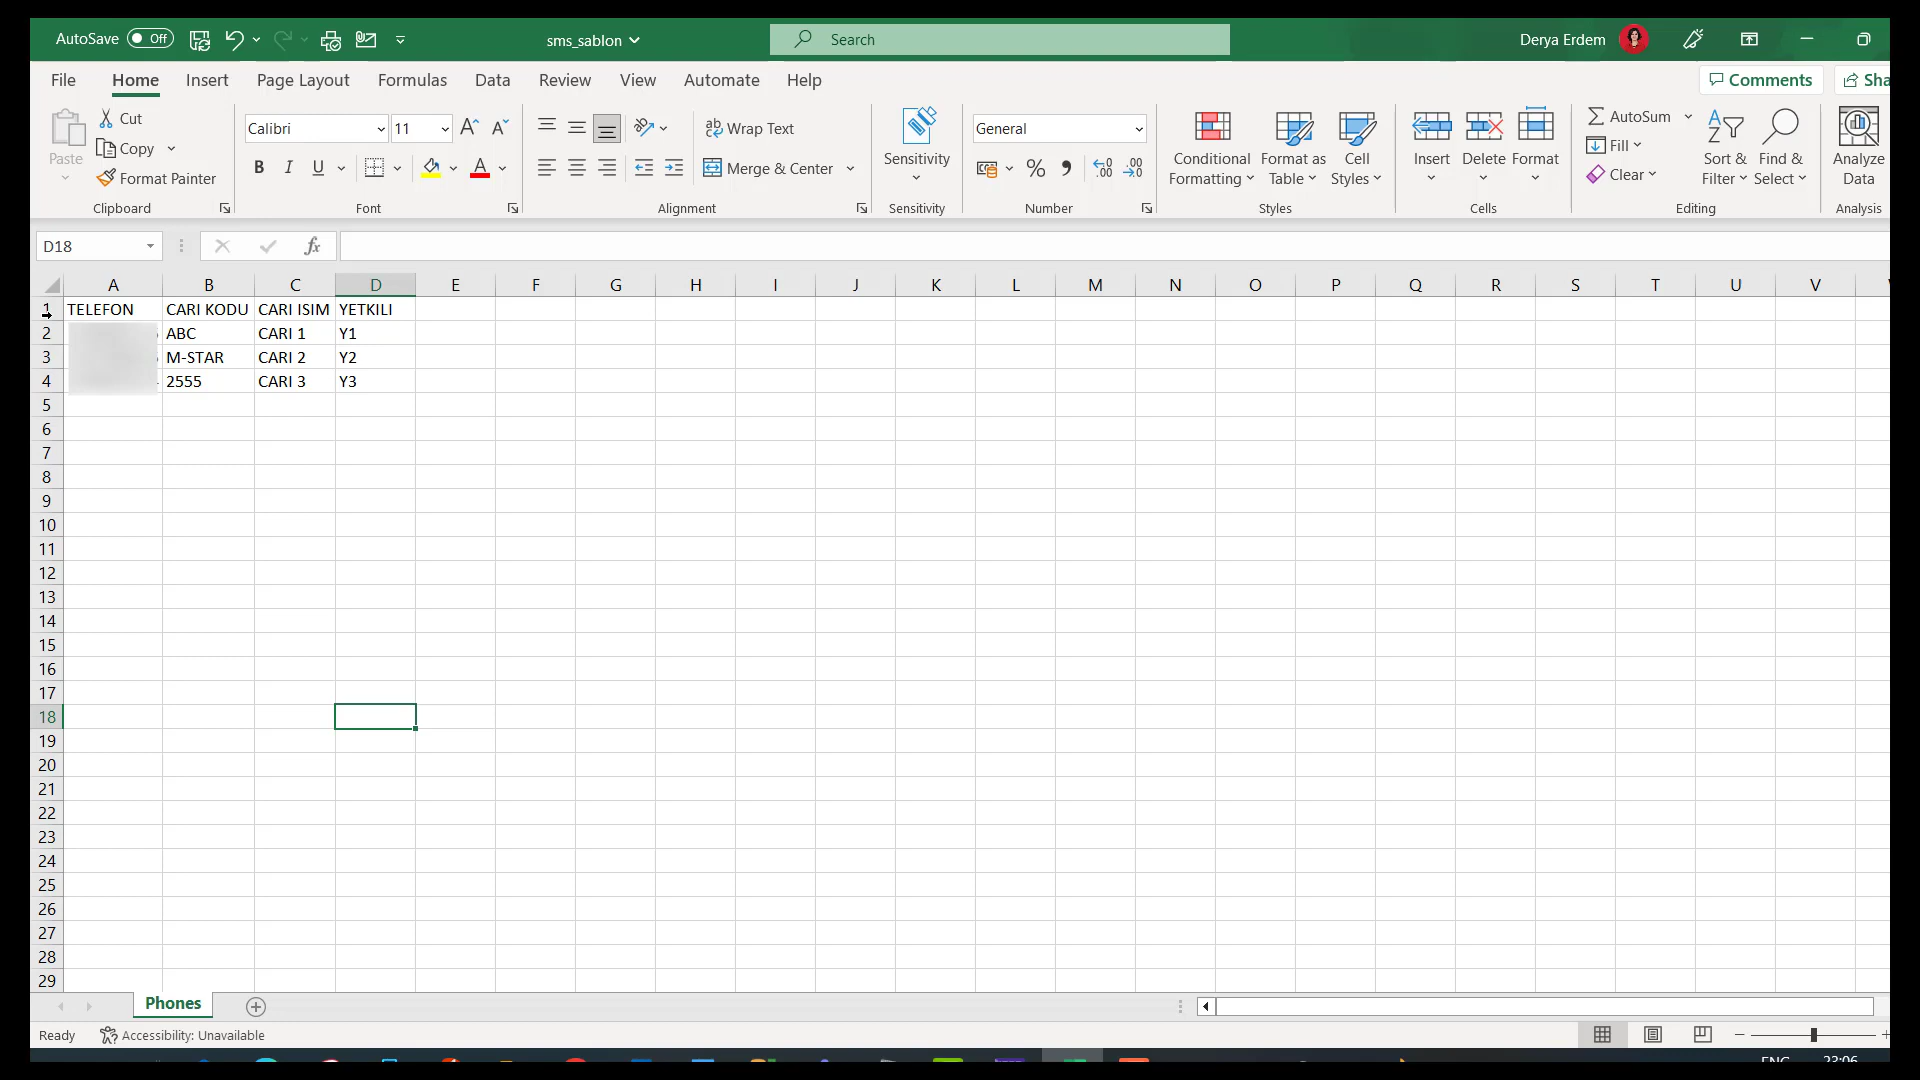 AutoSave Off sms_sablon Search Derya Erdem
File Home Insert Page Layout Formulas Data Review View Automate Help Comments Sha
Paste Cut Copy Format Painter Clipboard
Calibri 11 B I U A Font
Wrap Text Merge & Center Alignment
Sensitivity Sensitivity
General % Number
Conditional Formatting Format as Table Cell Styles Styles
Insert Delete Format Cells
AutoSum Fill Clear Sort & Filter Find & Select Editing
Analyze Data Analysis
D18 fx
A B C D E F G H I J K L M N O P Q R S T U V
1 TELEFON CARI KODU CARI ISIM YETKILI
2 ABC CARI 1 Y1
3 M-STAR CARI 2 Y2
4 2555 CARI 3 Y3
5
6
7
8
9
10
11
12
13
14
15
16
17
18
19
20
21
22
23
24
25
26
27
28
29
Phones
Ready Accessibility: Unavailable
ENG 23:06